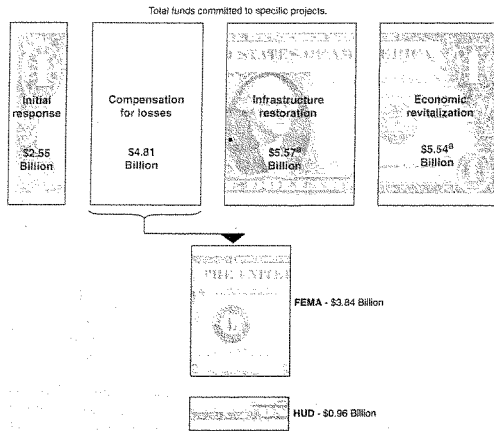 Total funds committed to specific projects.
Initial
response
$2.55
Billion
Compensation
for losses
$4.81
Billion
Infrastructure
restoration
$5.57a
Billion
Economic
revitalization
$5.54a
Billion
FEMA - $3.84 Billion
HUD - $0.96 Billion